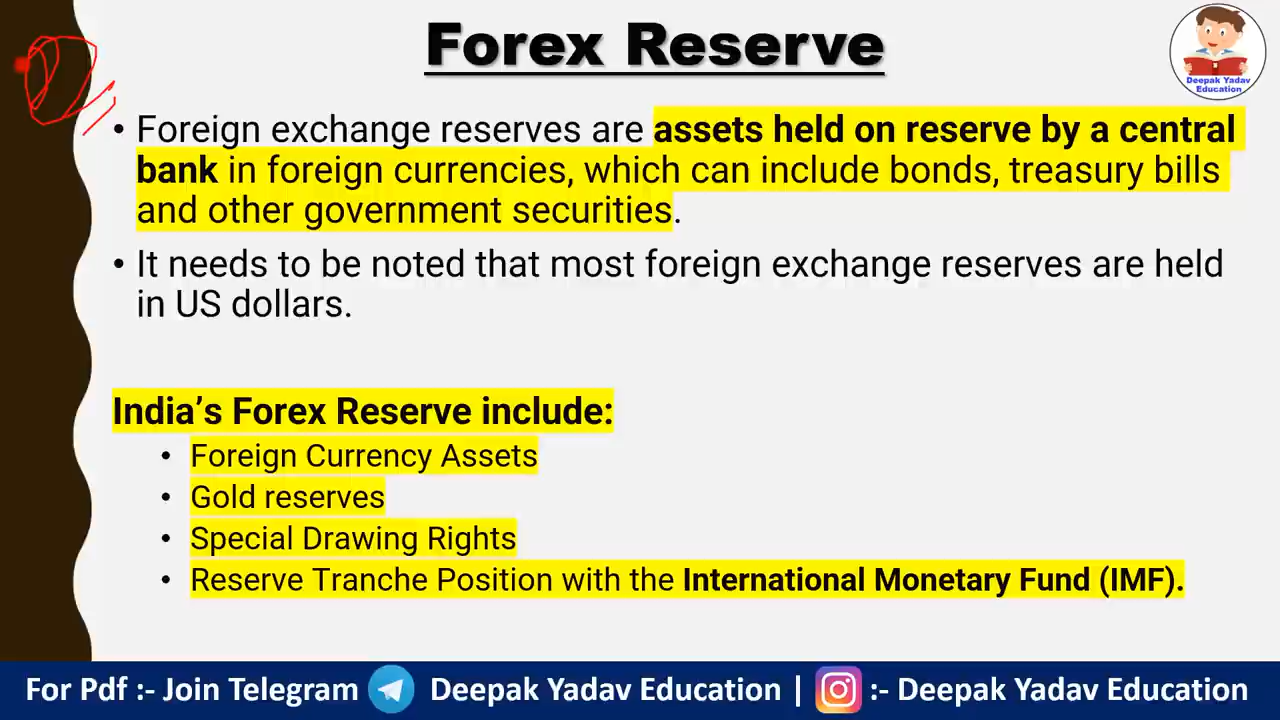 Forex Reserve
Deepak Yadav
Education
• Foreign exchange reserves are assets held on reserve by a central
bank in foreign currencies, which can include bonds, treasury bills
and other government securities.
• It needs to be noted that most foreign exchange reserves are held
in US dollars.
India’s Forex Reserve include:
• Foreign Currency Assets
• Gold reserves
• Special Drawing Rights
• Reserve Tranche Position with the International Monetary Fund (IMF).
For Pdf :- Join Telegram Deepak Yadav Education | :- Deepak Yadav Education